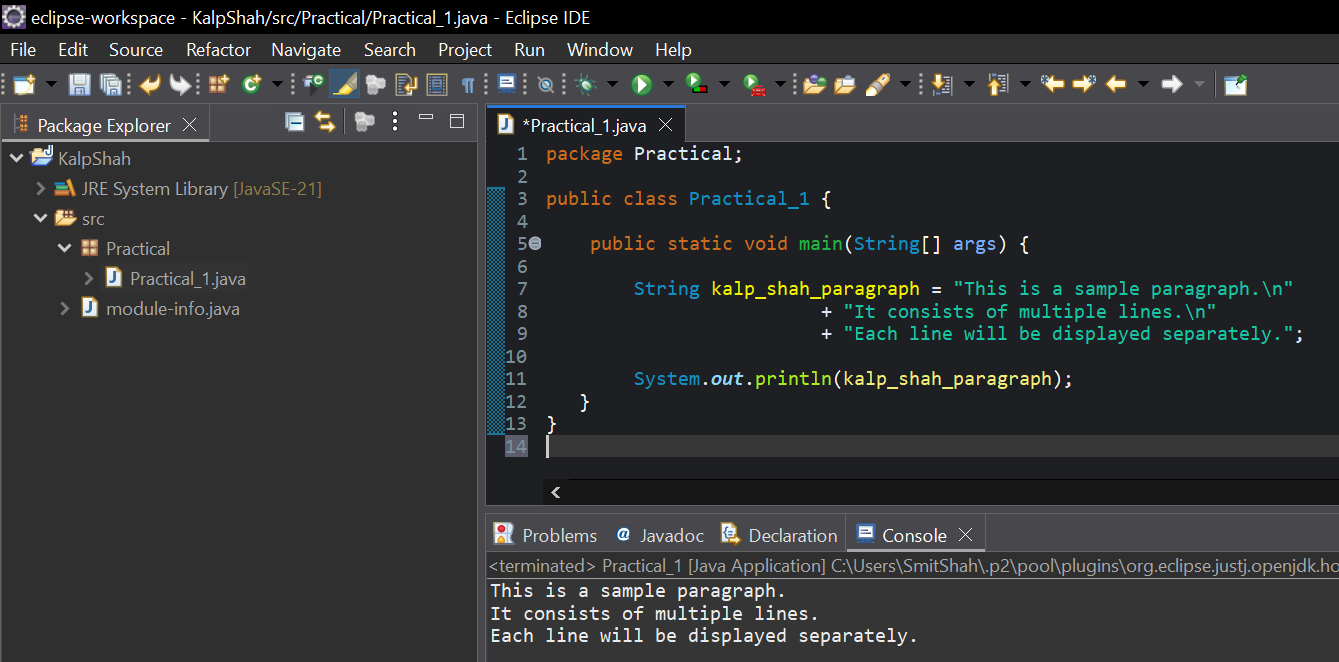 eclipse-workspace - KalpShah/src/Practical/Practical_1.java - Eclipse IDE
File Edit Source Refactor Navigate Search Project Run Window Help
Package Explorer
KalpShah
JRE System Library [JavaSE-21]
src
Practical
Practical_1.java
module-info.java
*Practical_1.java
1 package Practical;
2
3 public class Practical_1 {
4
5 public static void main(String[] args) {
6
7 String kalp_shah_paragraph = "This is a sample paragraph.\n"
8 + "It consists of multiple lines.\n"
9 + "Each line will be displayed separately.";
10
11 System.out.println(kalp_shah_paragraph);
12 }
13 }
14
Problems Javadoc Declaration Console
<terminated> Practical_1 [Java Application] C:\Users\SmitShah\.p2\pool\plugins\org.eclipse.justj.openjdk.ho
This is a sample paragraph.
It consists of multiple lines.
Each line will be displayed separately.